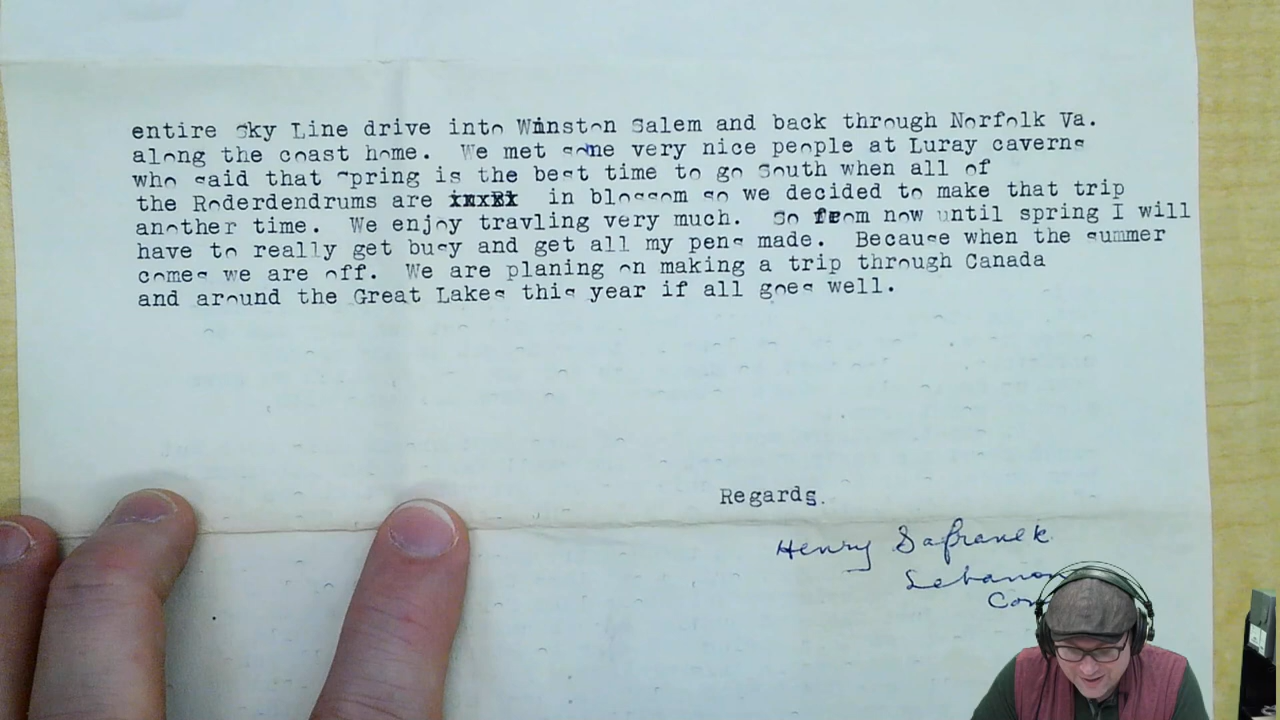 entire Sky Line drive into Winston Salem and back through Norfolk Va.
along the coast home. We met some very nice people at Luray caverns
who said that spring is the best time to go South when all of
the Roderdendrums are inxBt in blossom so we decided to make that trip
another time. We enjoy travling very much. So from now until spring I will
have to really get busy and get all my pens made. Because when the summer
comes we are off. We are planing on making a trip through Canada
and around the Great Lakes this year if all goes well.
Regards.
Henry Safranek
Lebanon